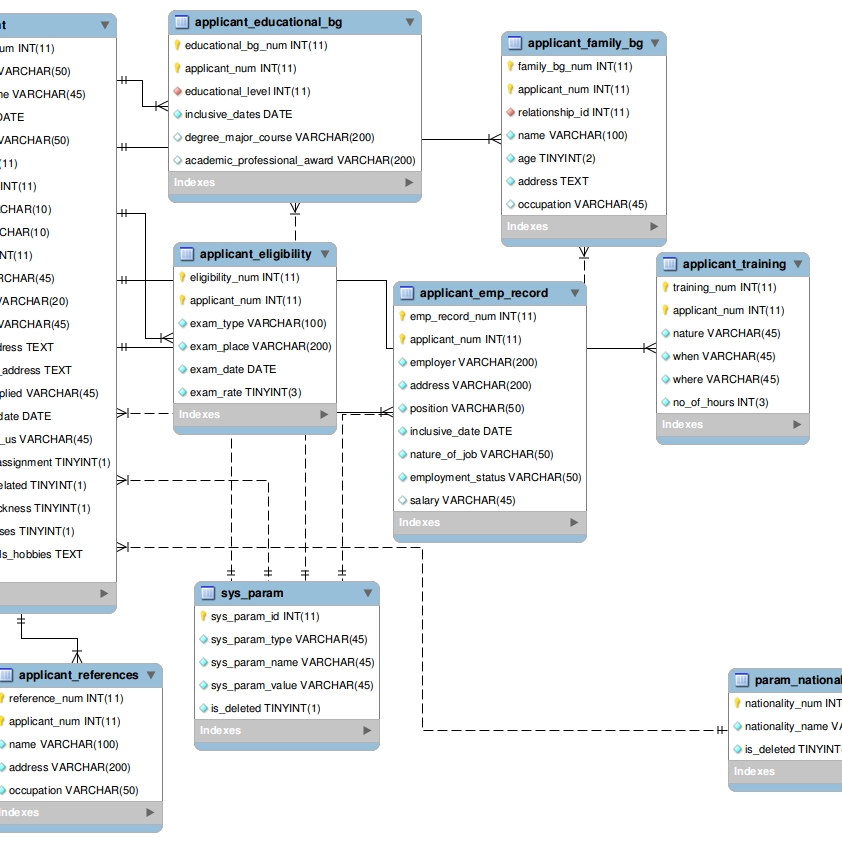 t
um INT(11)
VARCHAR(50)
ne VARCHAR(45)
DATE
VARCHAR(50)
(11)
INT(11)
CHAR(10)
CHAR(10)
NT(11)
RCHAR(45)
VARCHAR(20)
VARCHAR(45)
dress TEXT
_address TEXT
plied VARCHAR(45)
date DATE
_us VARCHAR(45)
assignment TINYINT(1)
elated TINYINT(1)
ckness TINYINT(1)
ses TINYINT(1)
ls_hobbies TEXT
applicant_educational_bg
educational_bg_num INT(11)
applicant_num INT(11)
educational_level INT(11)
inclusive_dates DATE
degree_major_course VARCHAR(200)
academic_professional_award VARCHAR(200)
Indexes
applicant_family_bg
family_bg_num INT(11)
applicant_num INT(11)
relationship_id INT(11)
name VARCHAR(100)
age TINYINT(2)
address TEXT
occupation VARCHAR(45)
Indexes
applicant_eligibility
eligibility_num INT(11)
applicant_num INT(11)
exam_type VARCHAR(100)
exam_place VARCHAR(200)
exam_date DATE
exam_rate TINYINT(3)
Indexes
applicant_emp_record
emp_record_num INT(11)
applicant_num INT(11)
employer VARCHAR(200)
address VARCHAR(200)
position VARCHAR(50)
inclusive_date DATE
nature_of_job VARCHAR(50)
employment_status VARCHAR(50)
salary VARCHAR(45)
Indexes
applicant_training
training_num INT(11)
applicant_num INT(11)
nature VARCHAR(45)
when VARCHAR(45)
where VARCHAR(45)
no_of_hours INT(3)
Indexes
sys_param
sys_param_id INT(11)
sys_param_type VARCHAR(45)
sys_param_name VARCHAR(45)
sys_param_value VARCHAR(45)
is_deleted TINYINT(1)
Indexes
applicant_references
reference_num INT(11)
applicant_num INT(11)
name VARCHAR(100)
address VARCHAR(200)
occupation VARCHAR(50)
Indexes
param_national
nationality_num INT
nationality_name VA
is_deleted TINYINT
Indexes